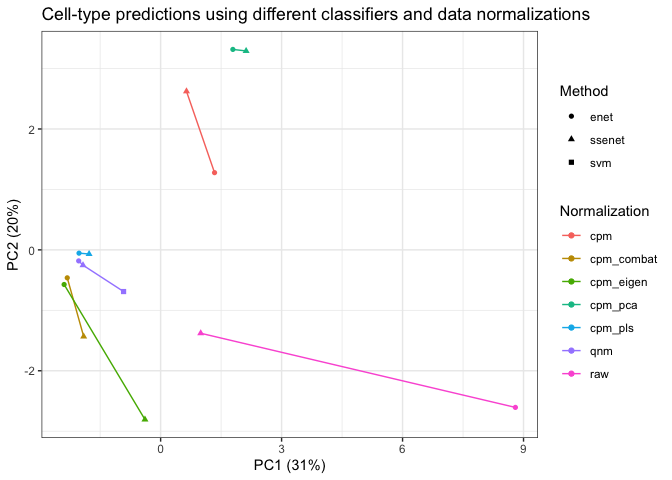 Cell-type predictions using different classifiers and data normalizations
2
0
-2
PC2 (20%)
0 3 6 9
PC1 (31%)
Method
enet
ssenet
svm
Normalization
cpm
cpm_combat
cpm_eigen
cpm_pca
cpm_pls
qnm
raw